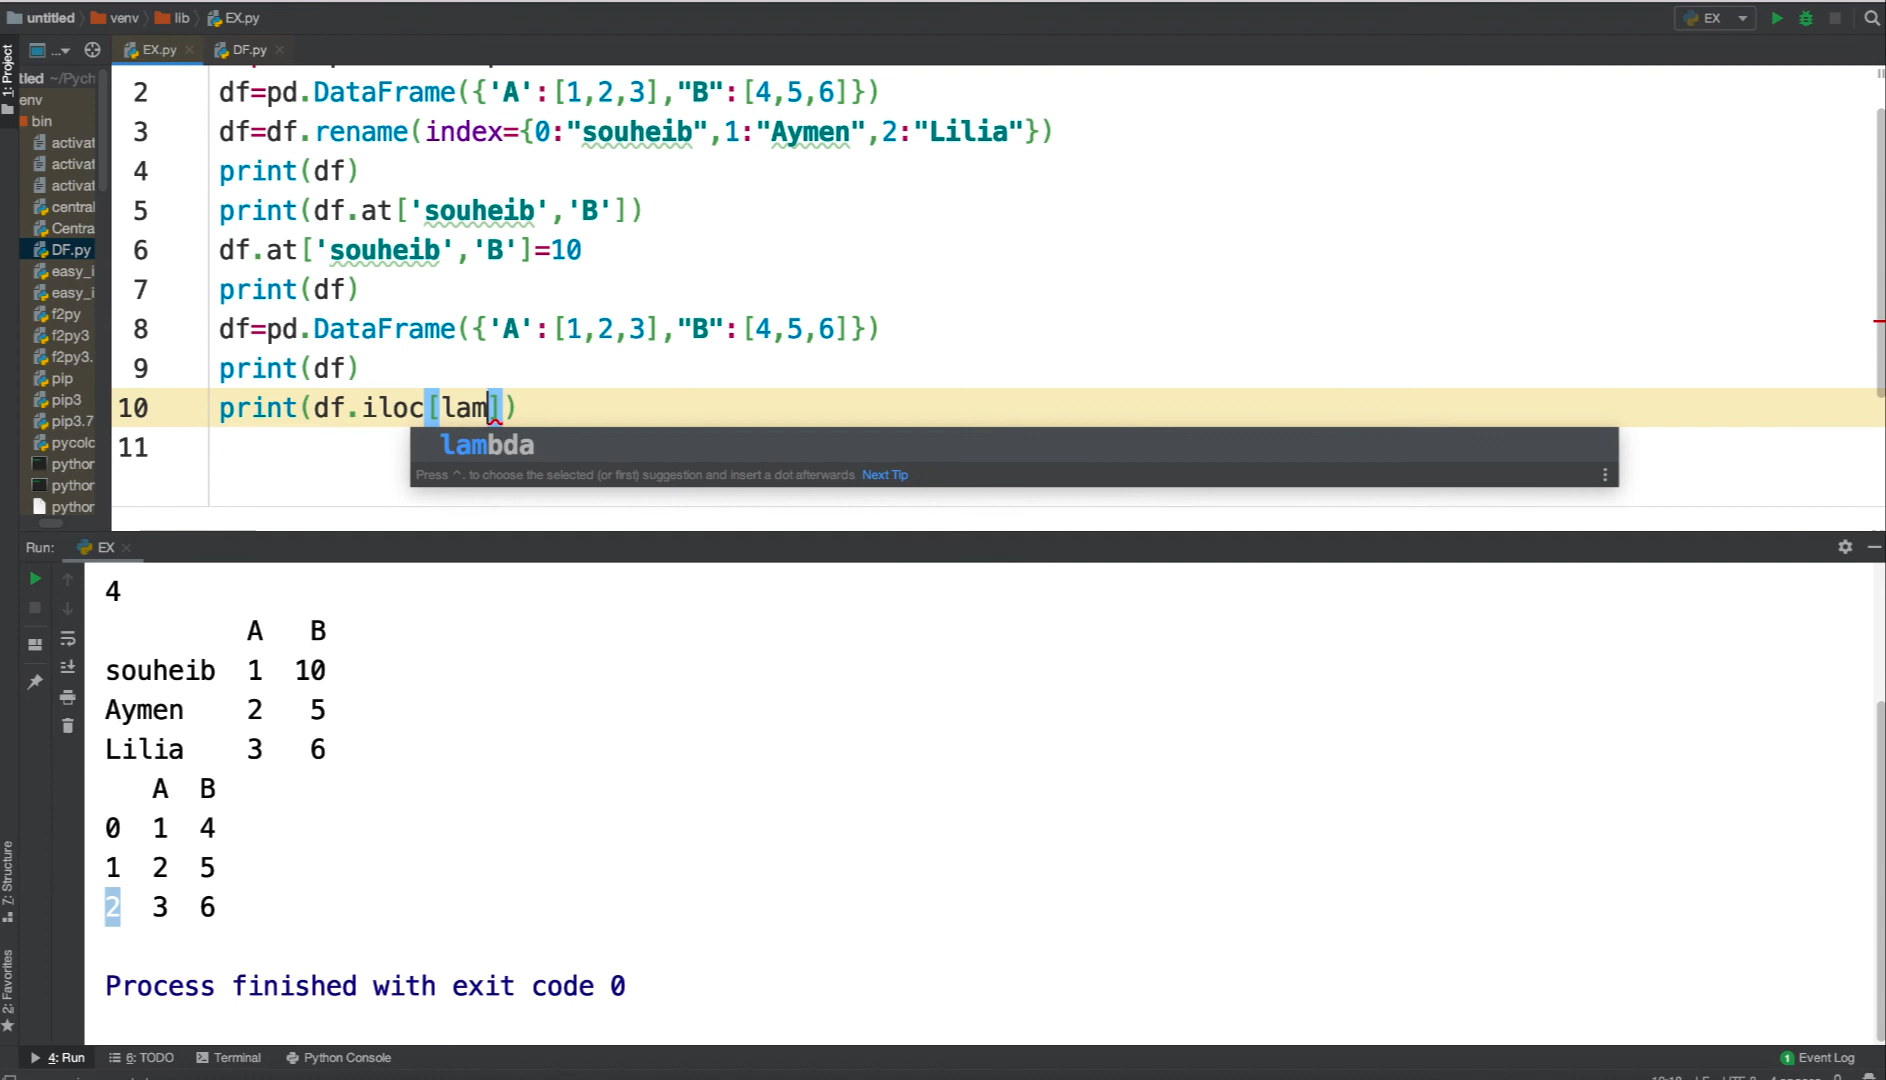 untitled venv lib EX.py EX
... EX.py DF.py
1: Project
tled ~/Pych
env
bin
activat
activat
activat
central
Centra
DF.py
easy_i
easy_i
f2py
f2py3
f2py3.
pip
pip3
pip3.7
pycolo
python
python
python
2 df=pd.DataFrame({'A':[1,2,3],"B":[4,5,6]})
3 df=df.rename(index={0:"souheib",1:"Aymen",2:"Lilia"})
4 print(df)
5 print(df.at['souheib','B'])
6 df.at['souheib','B']=10
7 print(df)
8 df=pd.DataFrame({'A':[1,2,3],"B":[4,5,6]})
9 print(df)
10 print(df.iloc[lam])
11
lambda
Press ^. to choose the selected (or first) suggestion and insert a dot afterwards Next Tip
Run: EX
4
A B
souheib 1 10
Aymen 2 5
Lilia 3 6
A B
0 1 4
1 2 5
2 3 6
Process finished with exit code 0
7: Structure
2: Favorites
4: Run 6: TODO Terminal Python Console 1 Event Log